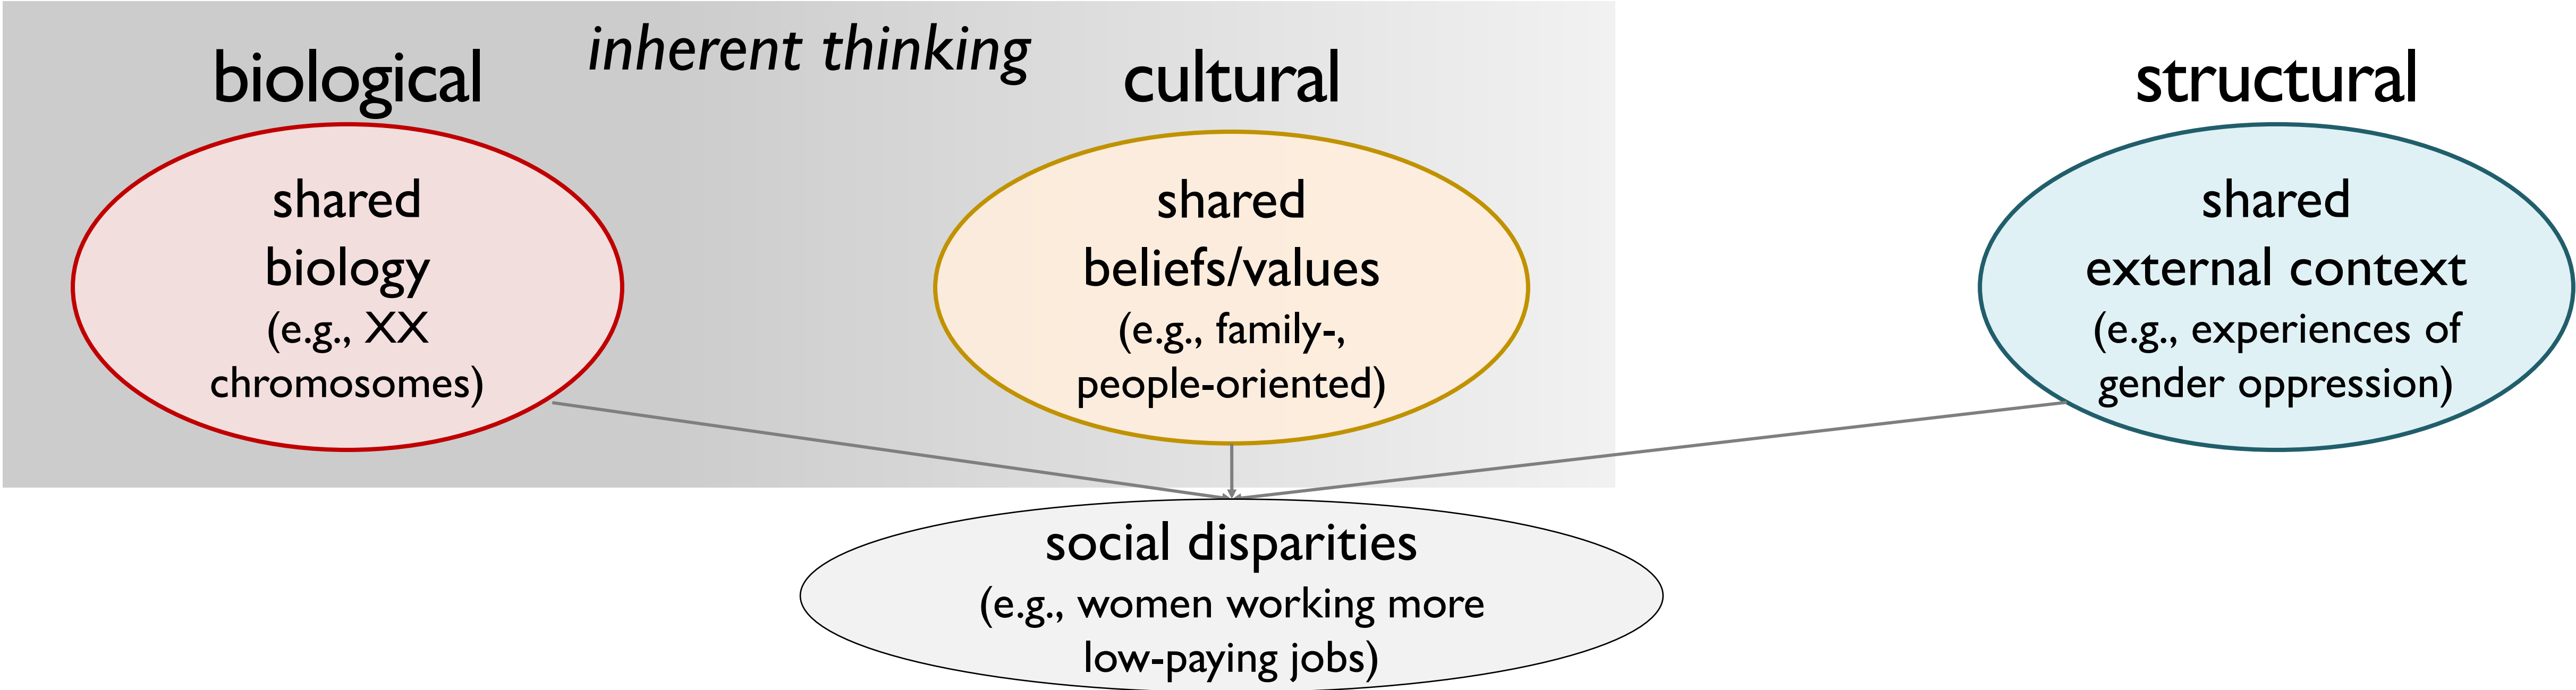 inherent thinking
biological
cultural
structural
shared
biology
(e.g., XX
chromosomes)
shared
beliefs/values
(e.g., family-,
people-oriented)
shared
external context
(e.g., experiences of
gender oppression)
social disparities
(e.g., women working more
low-paying jobs)